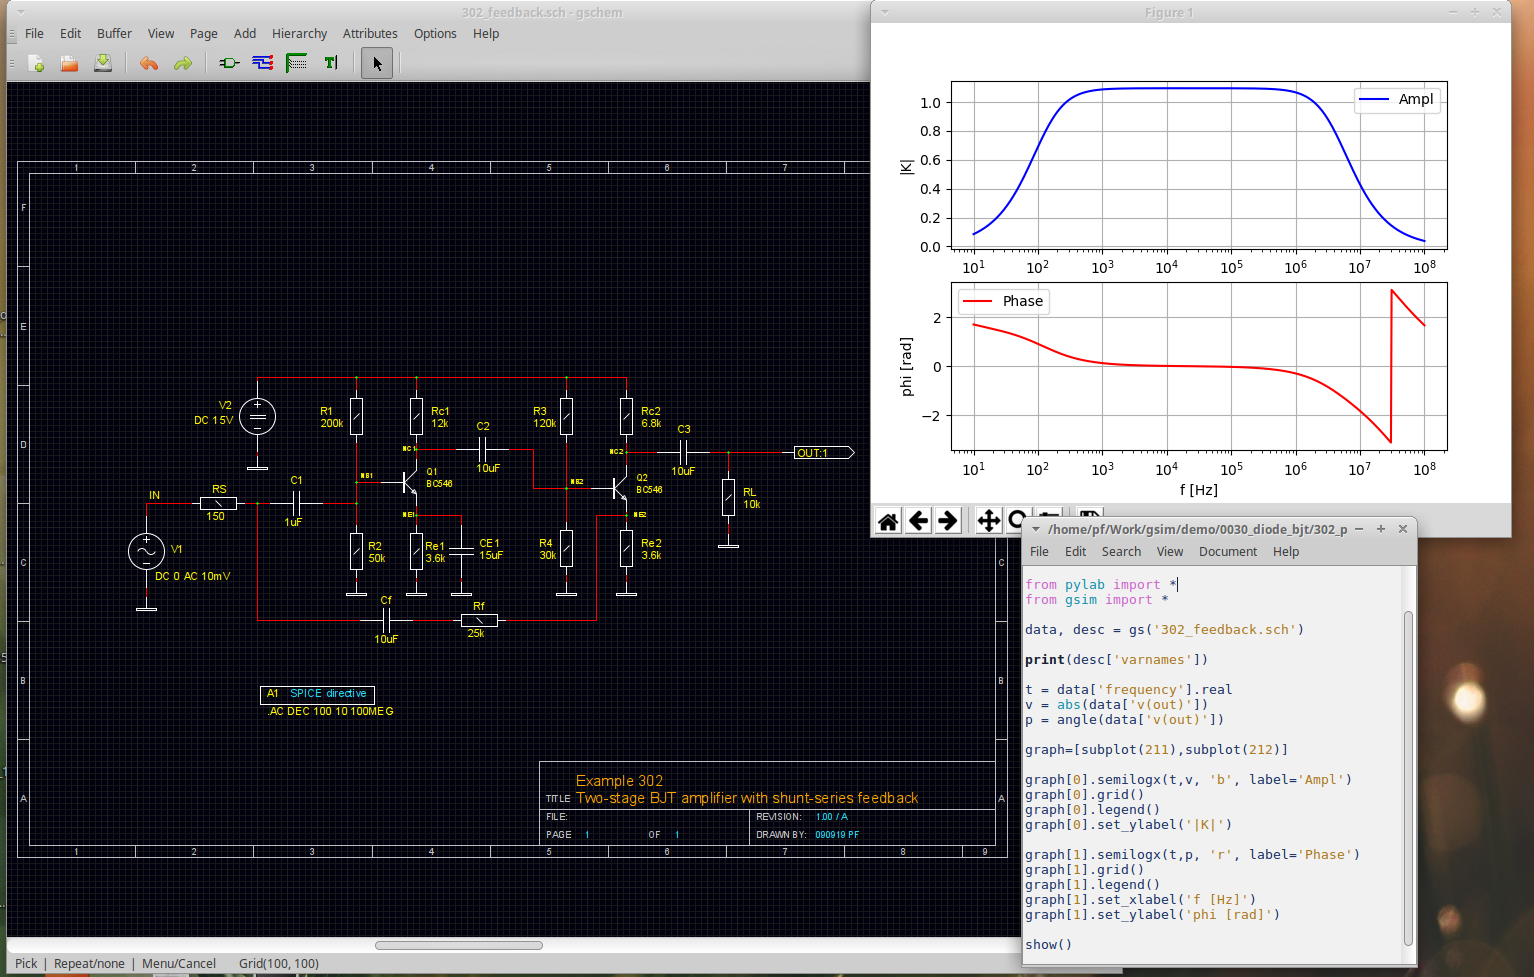 302_feedback.sch - gschem
File Edit Buffer View Page Add Hierarchy Attributes Options Help
1 2 3 4 5 6 7
F
E
D
C
B
A
V2
DC 15V
R1
200k
Rc1
12k
C2
10uF
R3
120k
Rc2
6.8k
C3
10uF
OUT:1
NC1
NC2
NB1
NB2
Q1
BC546
Q2
BC546
NE1
NE2
IN
RS
150
C1
1uF
RL
10k
V1
DC 0 AC 10mV
R2
50k
Re1
3.6k
CE1
15uF
R4
30k
Re2
3.6k
Cf
10uF
Rf
25k
A1 SPICE directive
.AC DEC 100 10 100MEG
C
B
A
Example 302
TITLE Two-stage BJT amplifier with shunt-series feedback
FILE: REVISION: 1.00 / A
PAGE 1 OF 1 DRAWN BY: 090919 PF
1 2 3 4 5 6 7 8 9
Pick | Repeat/none | Menu/Cancel Grid(100, 100)
Figure 1
Ampl
|K|
1.0
0.8
0.6
0.4
0.2
0.0
10^1 10^2 10^3 10^4 10^5 10^6 10^7 10^8
Phase
phi [rad]
2
0
−2
10^1 10^2 10^3 10^4 10^5 10^6 10^7 10^8
f [Hz]
/home/pf/Work/gsim/demo/0030_diode_bjt/302_p
File Edit Search View Document Help
from pylab import *
from gsim import *
data, desc = gs('302_feedback.sch')
print(desc['varnames'])
t = data['frequency'].real
v = abs(data['v(out)'])
p = angle(data['v(out)'])
graph=[subplot(211),subplot(212)]
graph[0].semilogx(t,v, 'b', label='Ampl')
graph[0].grid()
graph[0].legend()
graph[0].set_ylabel('|K|')
graph[1].semilogx(t,p, 'r', label='Phase')
graph[1].grid()
graph[1].legend()
graph[1].set_xlabel('f [Hz]')
graph[1].set_ylabel('phi [rad]')
show()